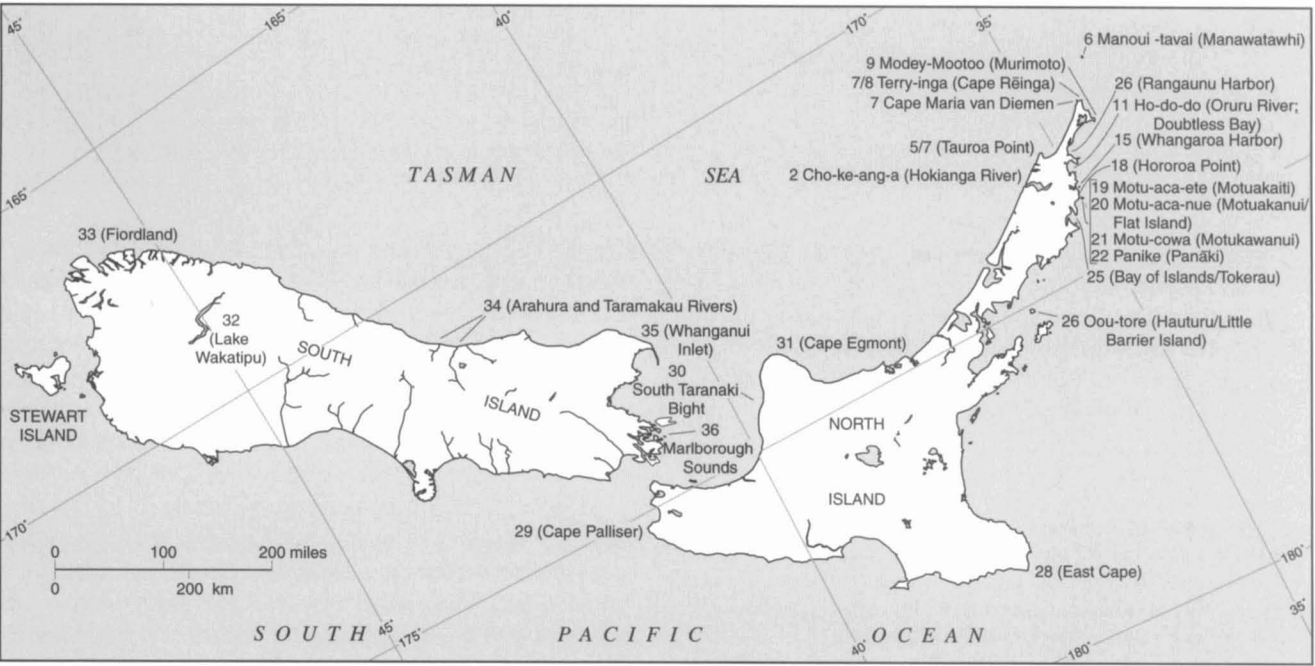 45°
165°
40°
170°
35°
6 Manoui -tavai (Manawatawhi)
9 Modey-Mootoo (Murimoto)
7/8 Terry-inga (Cape Rēinga)
7 Cape Maria van Diemen
26 (Rangaunu Harbor)
11 Ho-do-do (Oruru River;
Doubtless Bay)
15 (Whangaroa Harbor)
5/7 (Tauroa Point)
18 (Hororoa Point)
TASMAN SEA
2 Cho-ke-ang-a (Hokianga River)
19 Motu-aca-ete (Motuakaiti)
20 Motu-aca-nue (Motuakanui/
Flat Island)
21 Motu-cowa (Motukawanui)
22 Panike (Panāki)
25 (Bay of Islands/Tokerau)
165°
33 (Fiordland)
34 (Arahura and Taramakau Rivers)
26 Oou-tore (Hauturu/Little
Barrier Island)
32
(Lake
Wakatipu)
35 (Whanganui
Inlet)
31 (Cape Egmont)
SOUTH
ISLAND
30
South Taranaki
Bight
STEWART
ISLAND
36
Marlborough
Sounds
NORTH
ISLAND
29 (Cape Palliser)
28 (East Cape)
170°
180°
0 100 200 miles
0 200 km
35°
SOUTH PACIFIC OCEAN
45°
175°
40°
180°